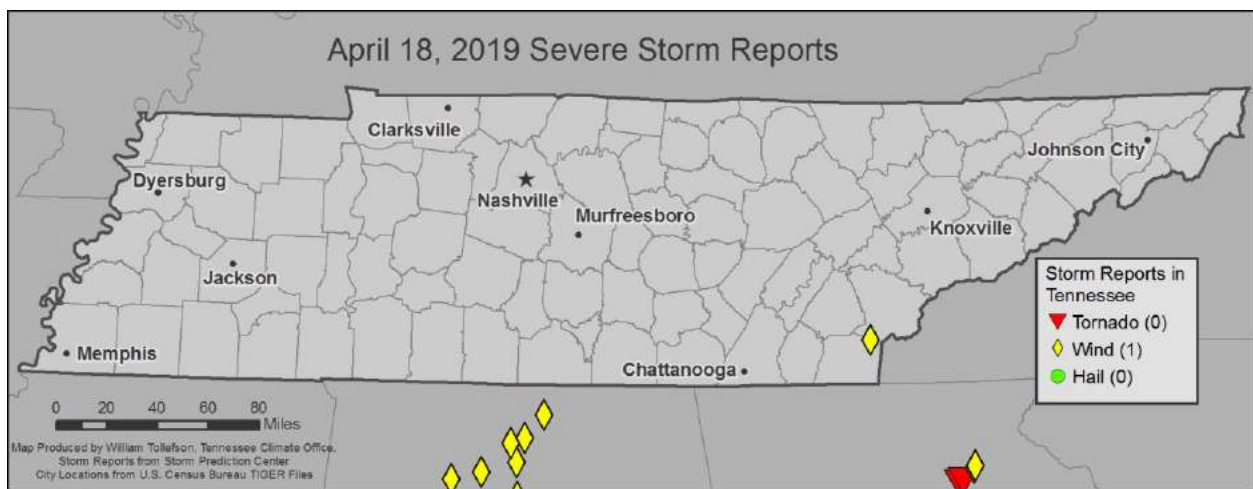 April 18, 2019 Severe Storm Reports
Clarksville
Johnson City
Dyersburg
Nashville
Murfreesboro
Knoxville
Jackson
Storm Reports in
Tennessee
Tornado (0)
Wind (1)
Hail (0)
Memphis
Chattanooga
0 20 40 60 80
Miles
Map Produced by William Tollefson, Tennessee Climate Office.
Storm Reports from Storm Prediction Center
City Locations from U.S. Census Bureau TIGER Files